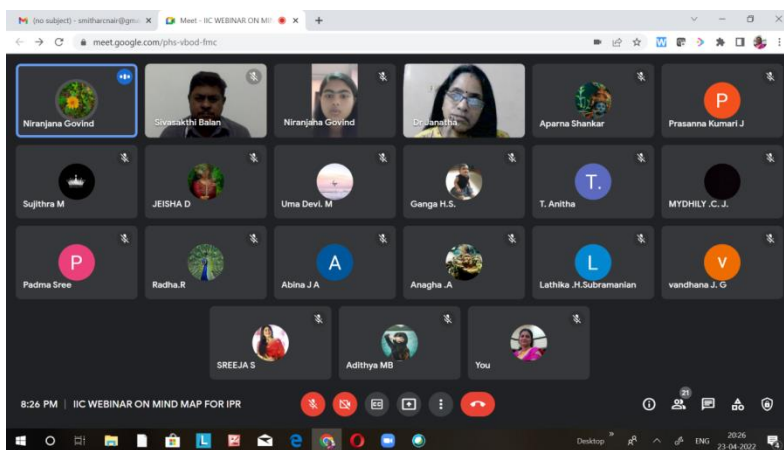 (no subject) - smitharcnair@gma
Meet - IIC WEBINAR ON MIN
meet.google.com/phs-vbod-fmc
Niranjana Govind
Sivasakthi Balan
Niranjana Govind
Dr.Janatha
Aparna Shankar
P
Prasanna Kumari J
Sujithra M
JEISHA D
Uma Devi. M
Ganga H.S.
T.
T. Anitha
MYDHILY .C. J.
P
Padma Sree
Radha.R
A
Abina J A
Anagha .A
L
Lathika .H.Subramanian
v
vandhana J. G
SREEJA S
Adithya MB
You
8:26 PM | IIC WEBINAR ON MIND MAP FOR IPR
21
Desktop
ENG
20:26
23-04-2022